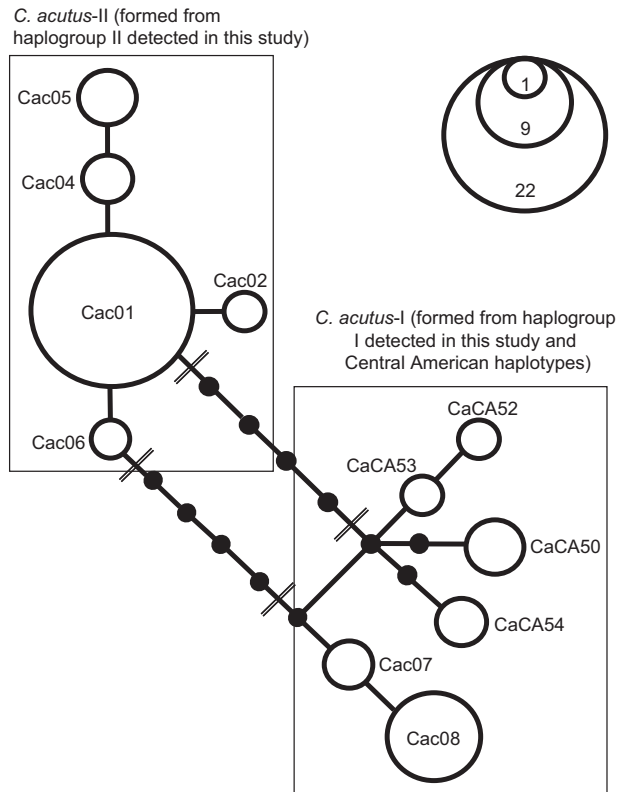 C. acutus-II (formed from
haplogroup II detected in this study)
Cac05
Cac04
Cac01
Cac02
Cac06
1
9
22
C. acutus-I (formed from haplogroup
I detected in this study and
Central American haplotypes)
CaCA52
CaCA53
CaCA50
CaCA54
Cac07
Cac08